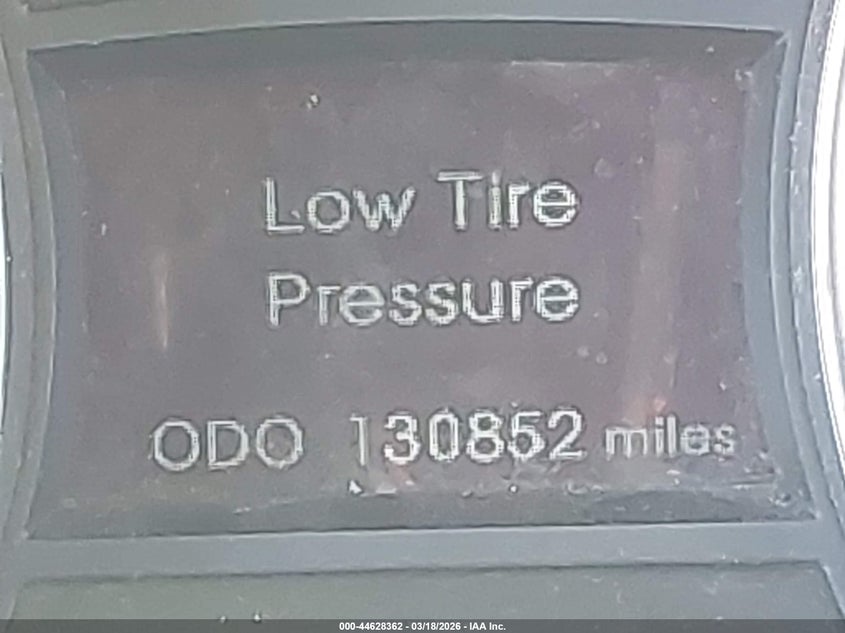 Low Tire
Pressure
ODO 130852 miles
000-44628362 - 03/18/2026 - IAA Inc.